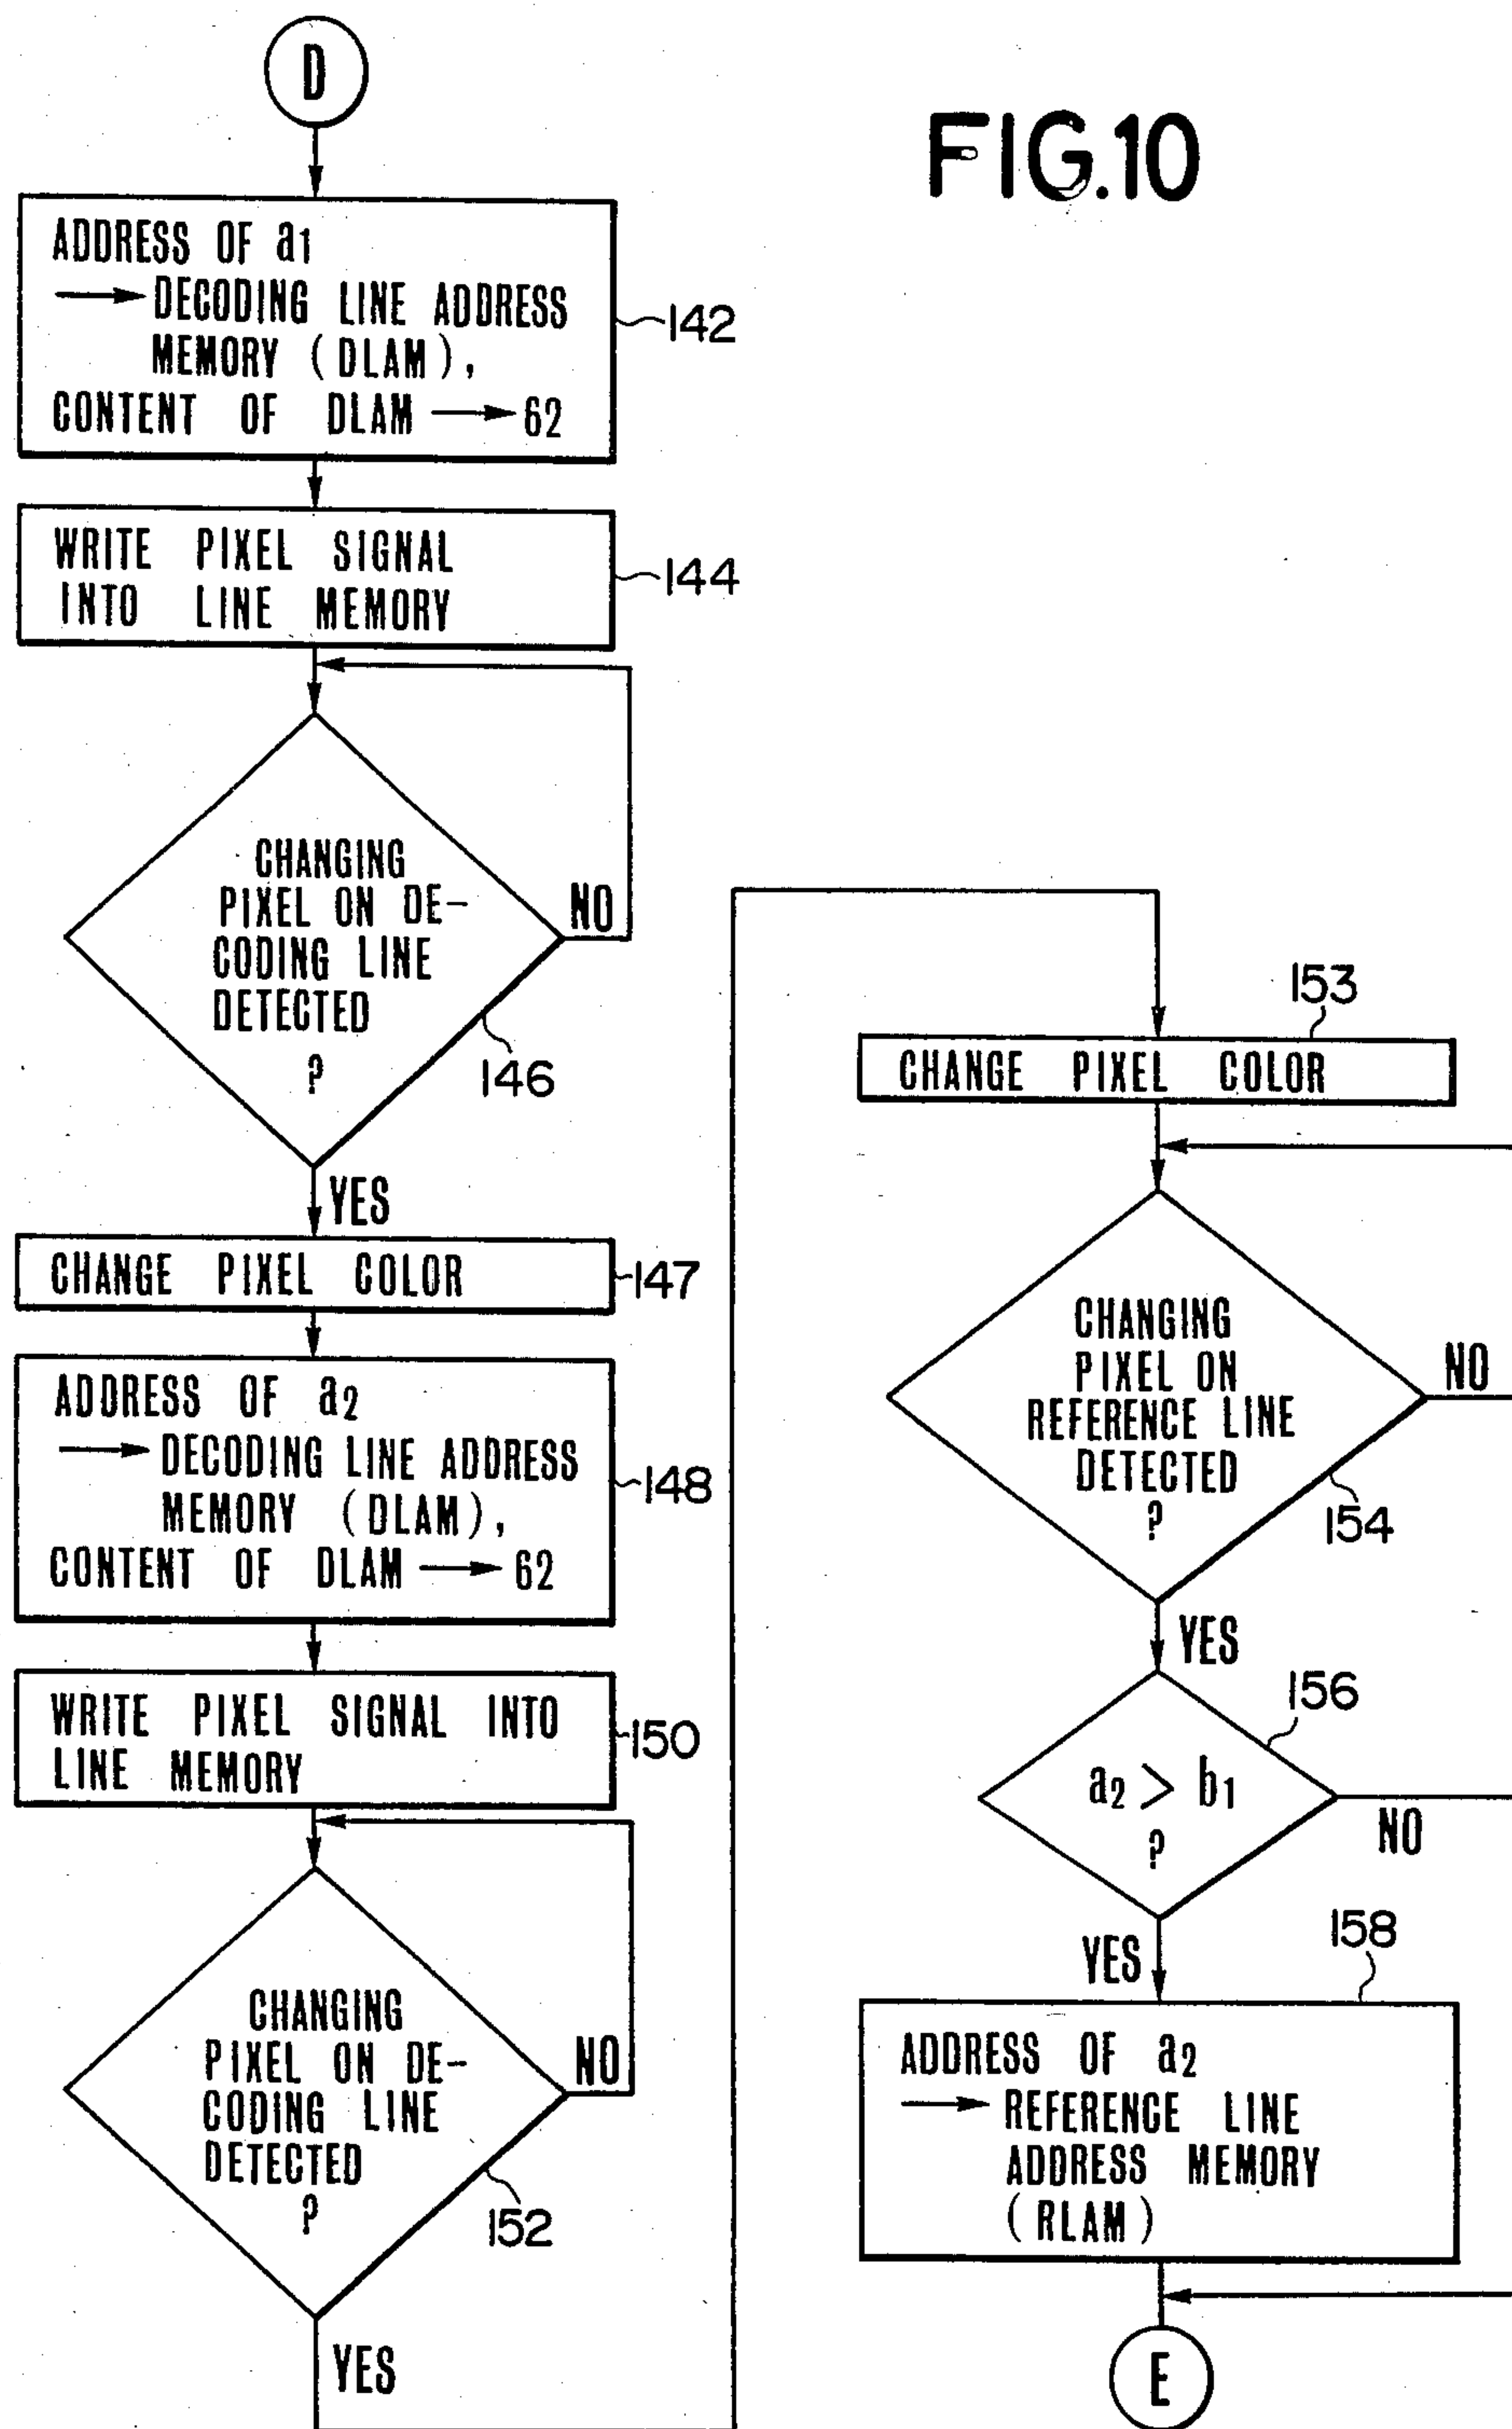 D
FIG.10
ADDRESS OF a1
→ DECODING LINE ADDRESS
MEMORY (DLAM),
CONTENT OF DLAM → 62
142
WRITE PIXEL SIGNAL
INTO LINE MEMORY
144
CHANGING
PIXEL ON DE-
CODING LINE
DETECTED
?
NO
146
YES
CHANGE PIXEL COLOR
147
ADDRESS OF a2
→ DECODING LINE ADDRESS
MEMORY (DLAM),
CONTENT OF DLAM → 62
148
WRITE PIXEL SIGNAL INTO
LINE MEMORY
150
CHANGING
PIXEL ON DE-
CODING LINE
DETECTED
?
NO
152
YES
153
CHANGE PIXEL COLOR
CHANGING
PIXEL ON
REFERENCE LINE
DETECTED
?
NO
154
YES
156
a2 > b1
?
NO
YES
158
ADDRESS OF a2
→ REFERENCE LINE
ADDRESS MEMORY
(RLAM)
E